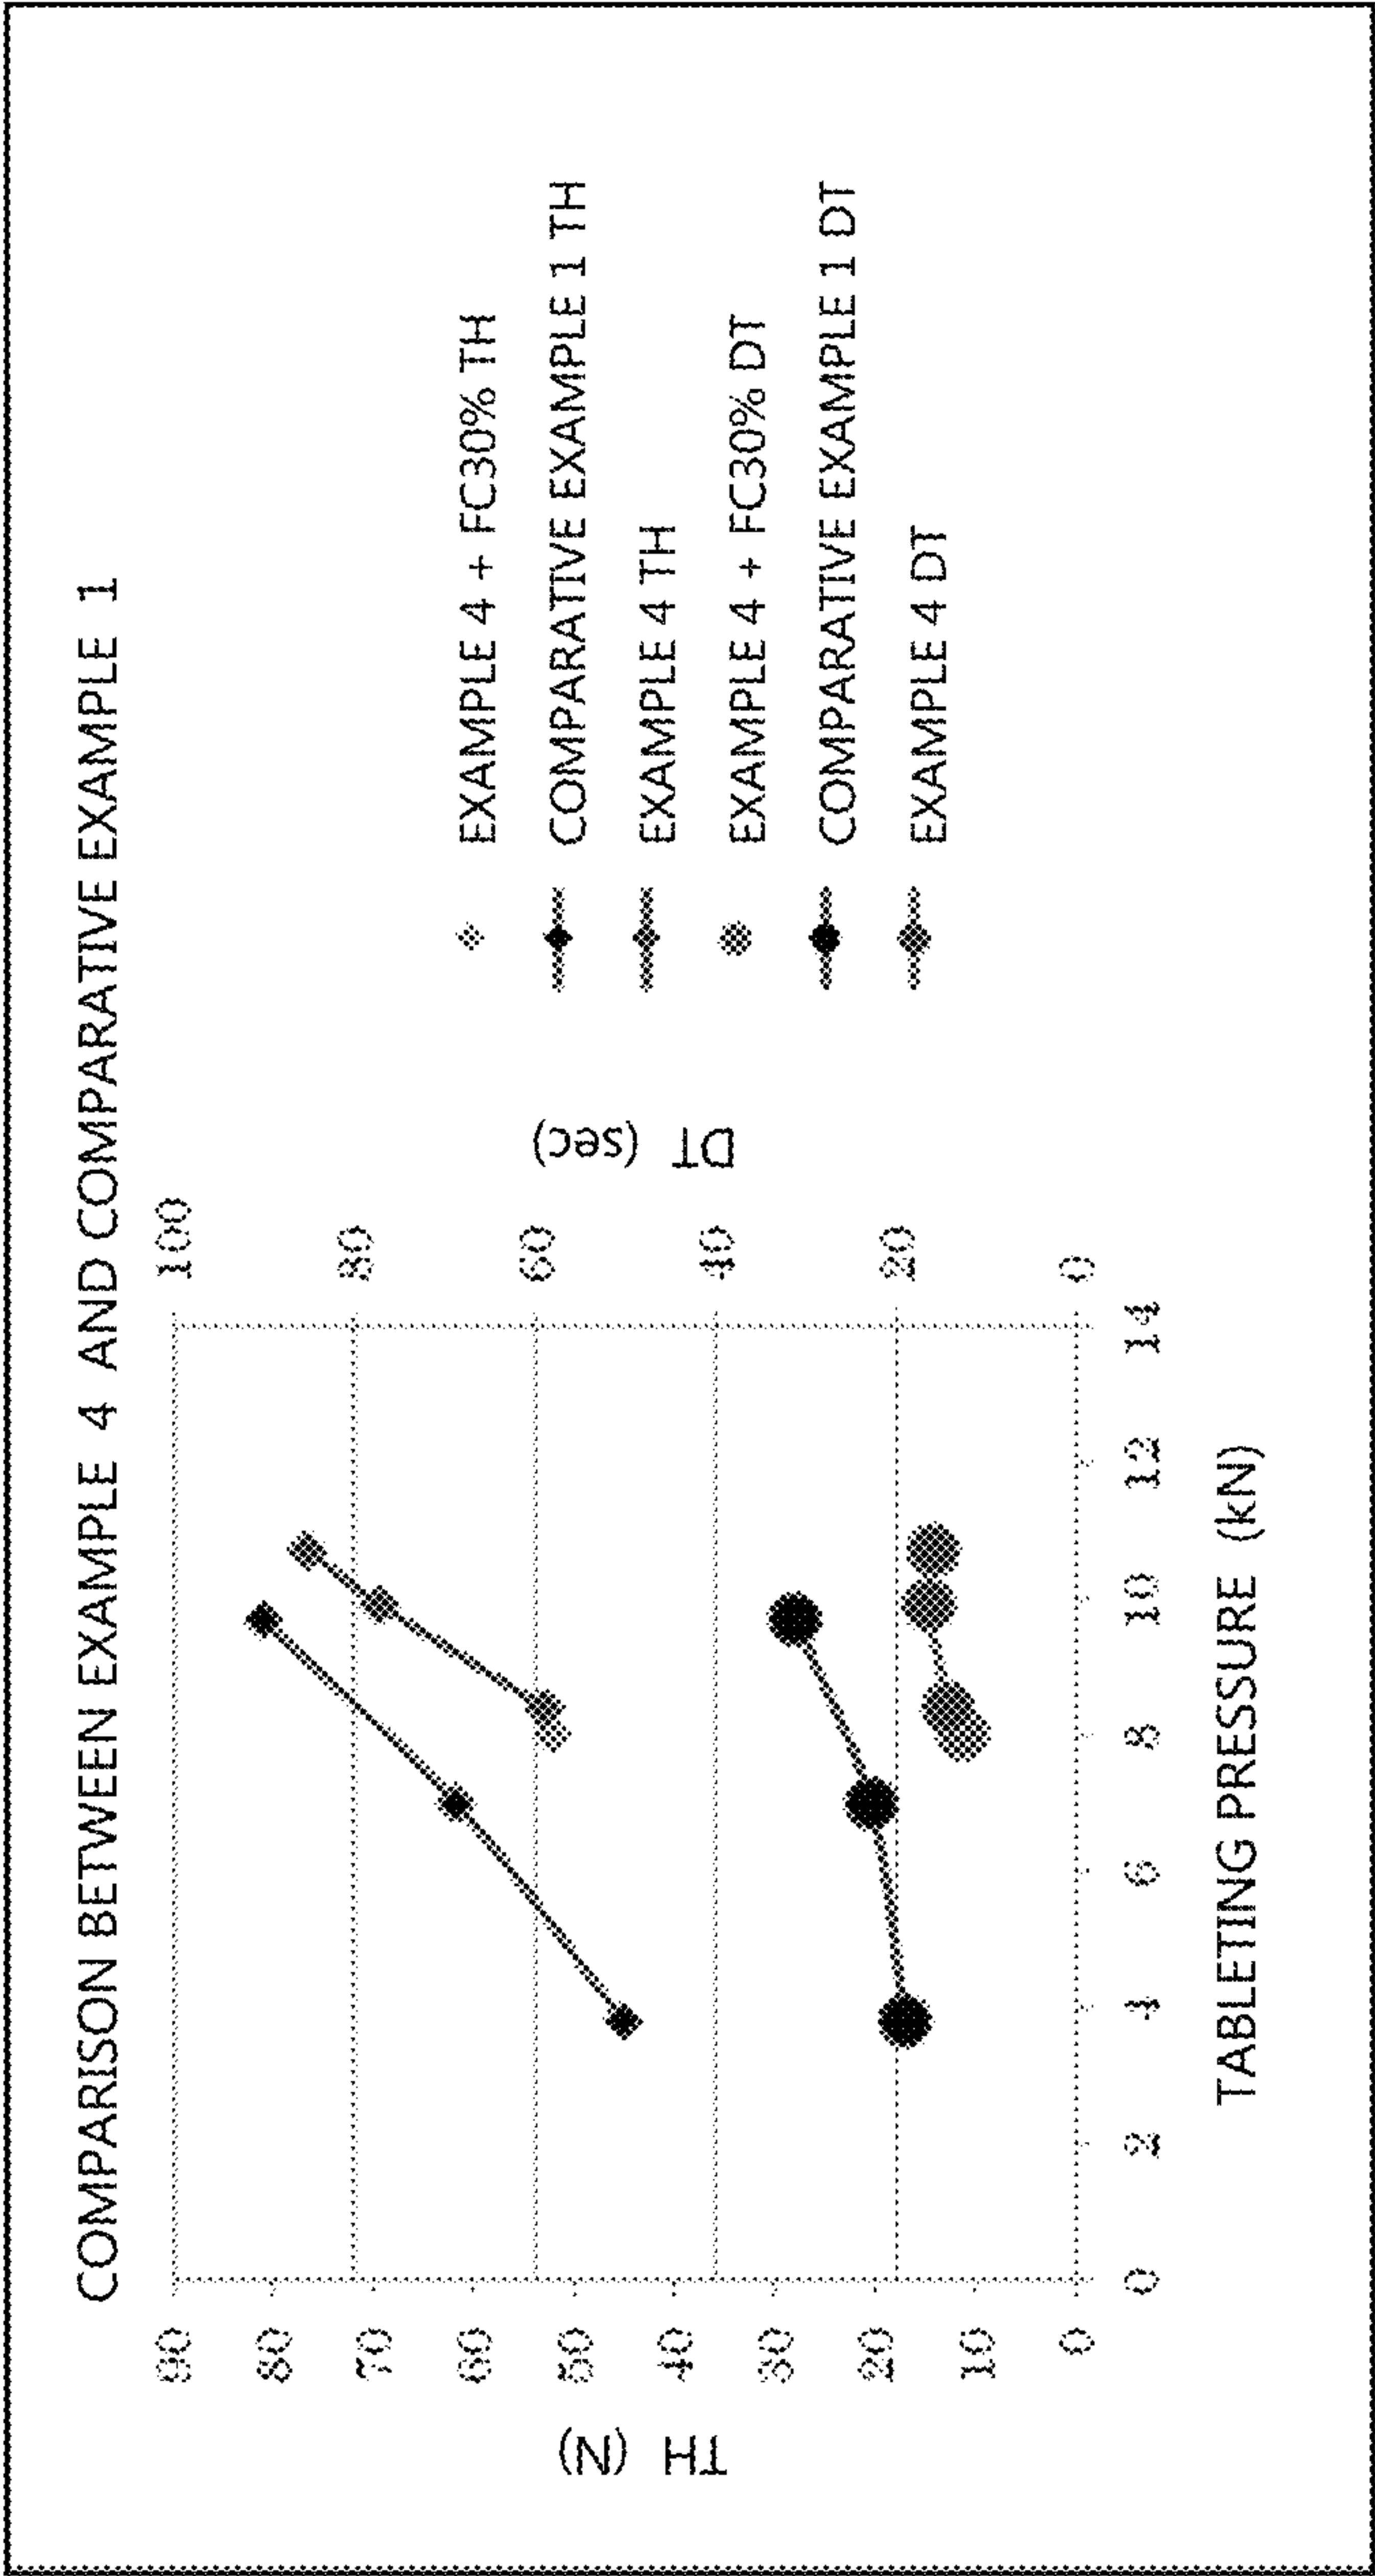 COMPARISON BETWEEN EXAMPLE 4 AND COMPARATIVE EXAMPLE 1
90
80
70
60
50
40
30
20
10
0
TH (N)
100
80
60
40
20
0
DT (sec)
0 2 4 6 8 10 12 14
TABLETING PRESSURE (kN)
EXAMPLE 4 + FC30% TH
COMPARATIVE EXAMPLE 1 TH
EXAMPLE 4 TH
EXAMPLE 4 + FC30% DT
COMPARATIVE EXAMPLE 1 DT
EXAMPLE 4 DT